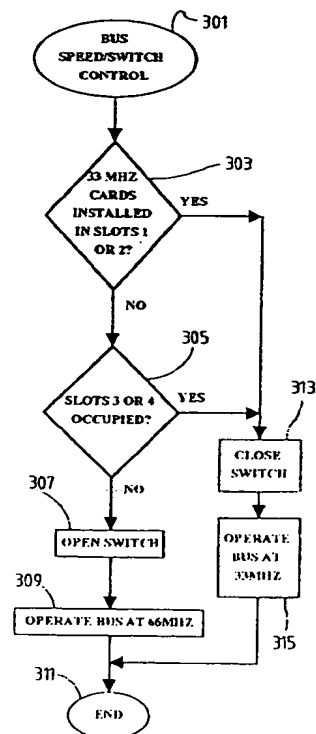 301
BUS
SPEED/SWITCH
CONTROL
303
33 MHZ
CARDS
INSTALLED
IN SLOTS 1
OR 2?
YES
NO
305
SLOTS 3 OR 4
OCCUPIED?
YES
NO
313
CLOSE
SWITCH
307
OPEN SWITCH
OPERATE
BUS AT
33MHZ
315
309
OPERATE BUS AT 66MHZ
311
END